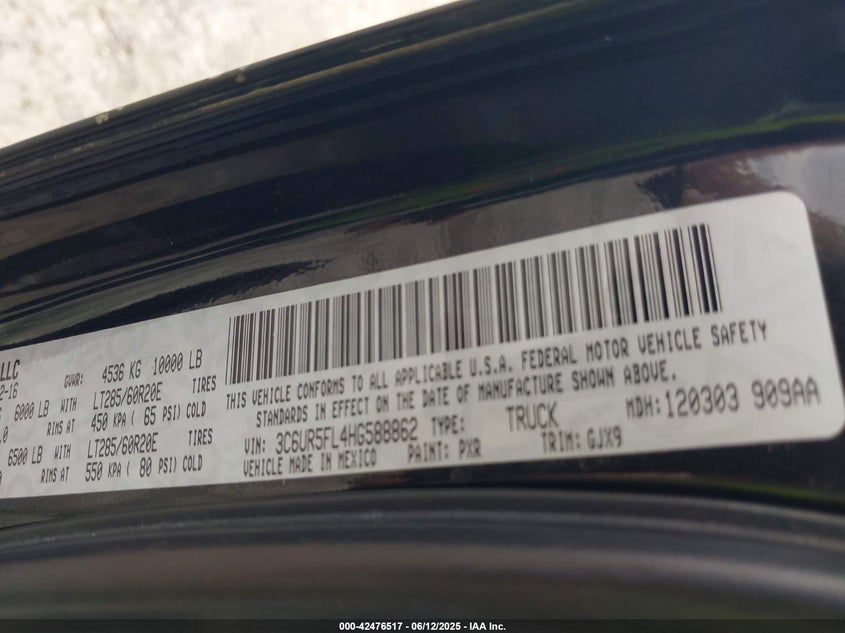 LLC
GVWR: 4536 KG 10000 LB
2-16
6000 LB WITH LT285/60R20E TIRES
RIMS AT 450 KPA ( 65 PSI) COLD
6500 LB WITH LT285/60R20E TIRES
RIMS AT 550 KPA ( 80 PSI) COLD
THIS VEHICLE CONFORMS TO ALL APPLICABLE U.S.A. FEDERAL MOTOR VEHICLE SAFETY
STANDARDS IN EFFECT ON THE DATE OF MANUFACTURE SHOWN ABOVE.
VIN: 3C6UR5FL4HG588862 TYPE: TRUCK MDH: 120303 909AA
VEHICLE MADE IN MEXICO PAINT: PXR TRIM: GJX9
000-42476517 - 06/12/2025 - IAA Inc.